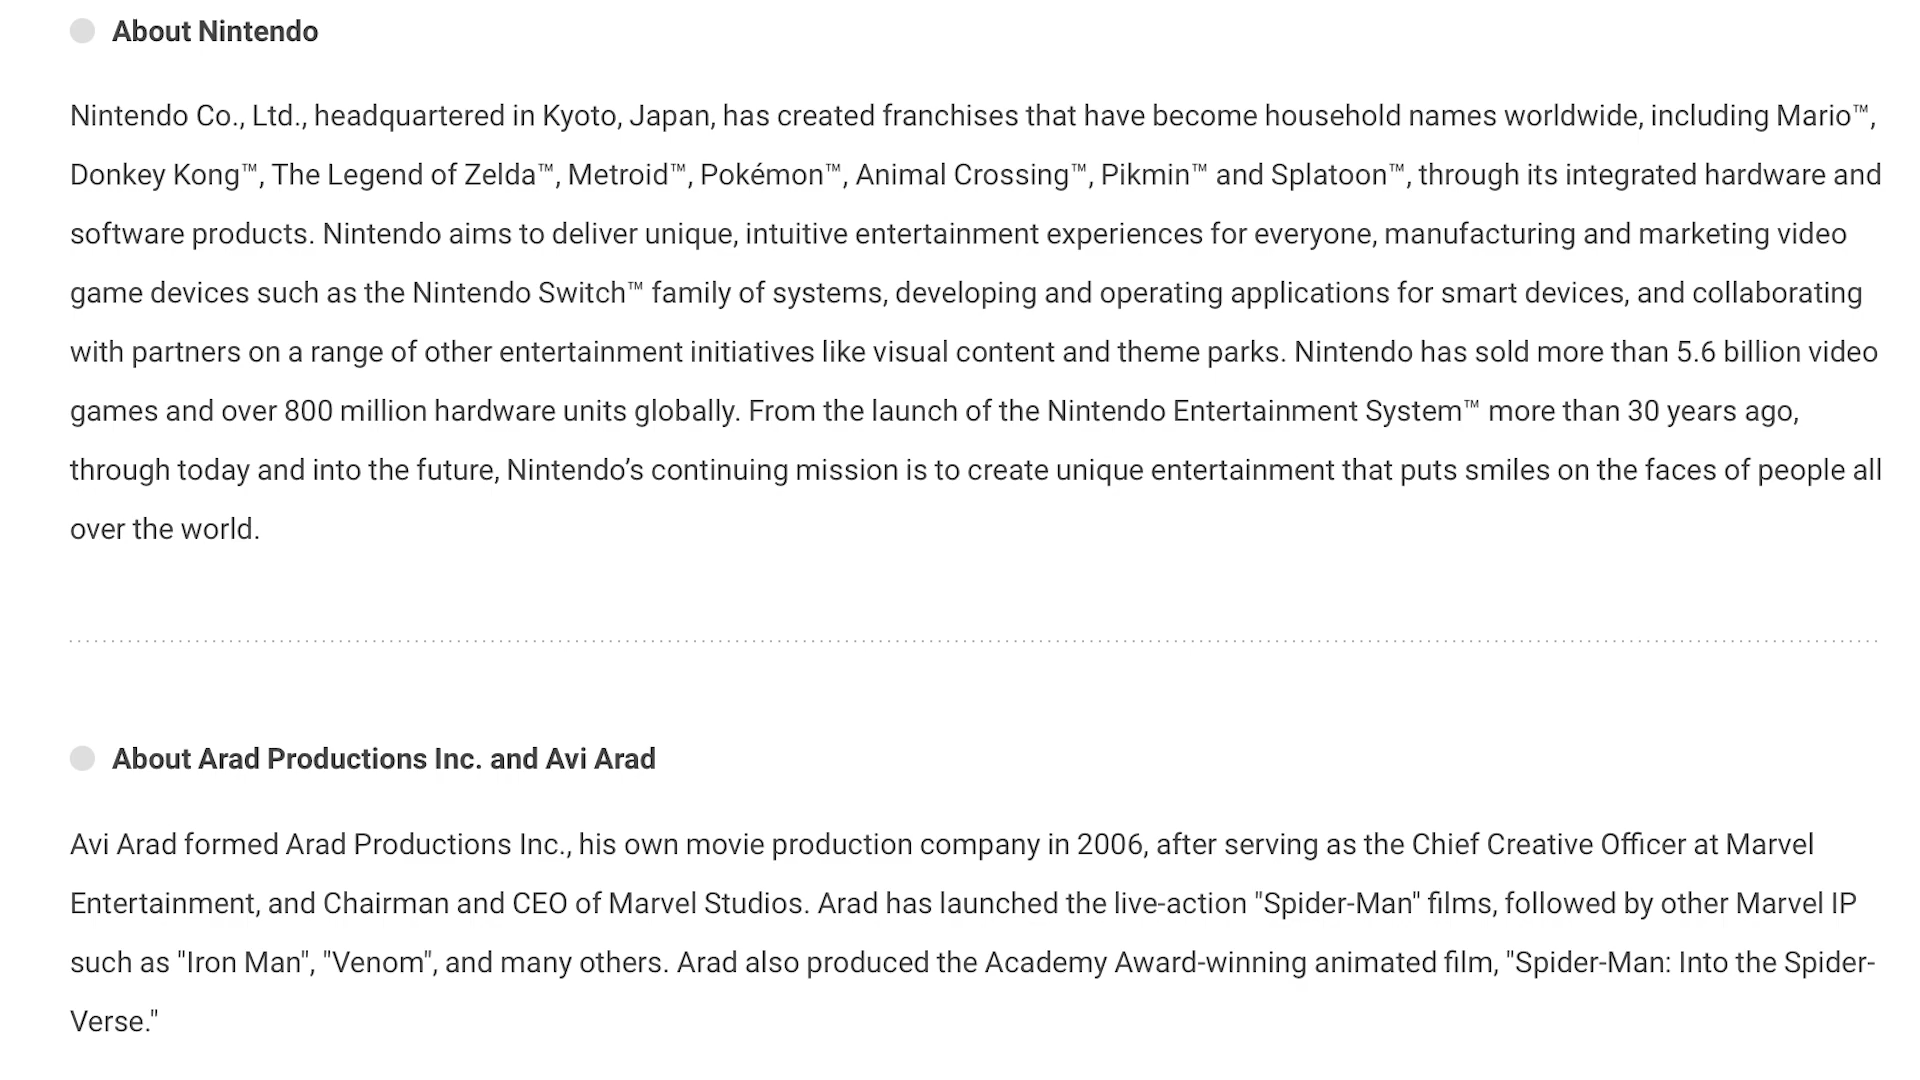 About Nintendo
Nintendo Co., Ltd., headquartered in Kyoto, Japan, has created franchises that have become household names worldwide, including Mario™,
Donkey Kong™, The Legend of Zelda™, Metroid™, Pokémon™, Animal Crossing™, Pikmin™ and Splatoon™, through its integrated hardware and
software products. Nintendo aims to deliver unique, intuitive entertainment experiences for everyone, manufacturing and marketing video
game devices such as the Nintendo Switch™ family of systems, developing and operating applications for smart devices, and collaborating
with partners on a range of other entertainment initiatives like visual content and theme parks. Nintendo has sold more than 5.6 billion video
games and over 800 million hardware units globally. From the launch of the Nintendo Entertainment System™ more than 30 years ago,
through today and into the future, Nintendo’s continuing mission is to create unique entertainment that puts smiles on the faces of people all
over the world.
About Arad Productions Inc. and Avi Arad
Avi Arad formed Arad Productions Inc., his own movie production company in 2006, after serving as the Chief Creative Officer at Marvel
Entertainment, and Chairman and CEO of Marvel Studios. Arad has launched the live-action "Spider-Man" films, followed by other Marvel IP
such as "Iron Man", "Venom", and many others. Arad also produced the Academy Award-winning animated film, "Spider-Man: Into the Spider-
Verse."